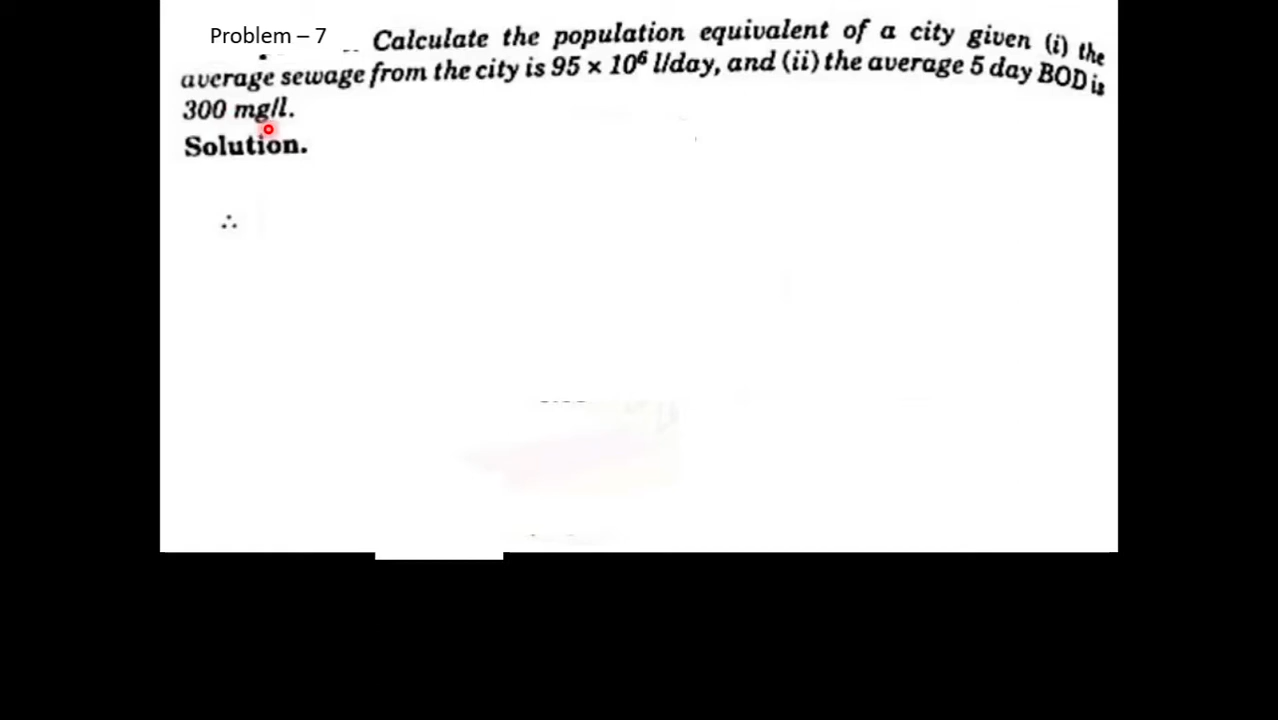 Problem – 7 Calculate the population equivalent of a city given (i) the
average sewage from the city is 95 × 10⁶ l/day, and (ii) the average 5 day BOD is
300 mg/l.
Solution.
∴